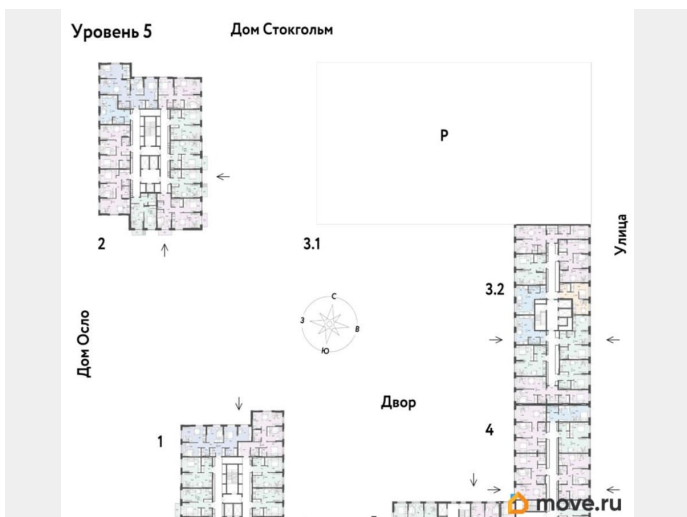 Уровень 5
Дом Стокгольм
P
Улица
2
3.1
3.2
С
З
В
Ю
Дом Осло
Двор
1
4
move.ru